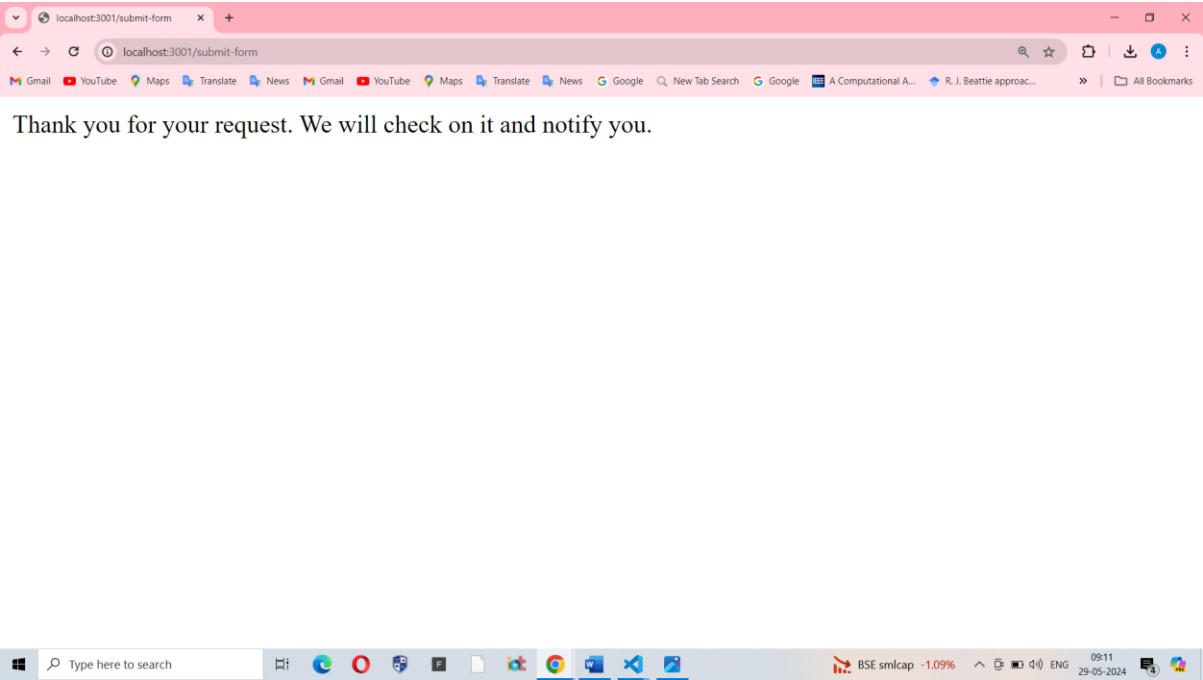 localhost:3001/submit-form
localhost:3001/submit-form
Gmail YouTube Maps Translate News Gmail YouTube Maps Translate News Google New Tab Search Google A Computational A... R. J. Beattie approac... » All Bookmarks
Thank you for your request. We will check on it and notify you.
Type here to search
BSE smlcap -1.09% ENG
09:11
29-05-2024